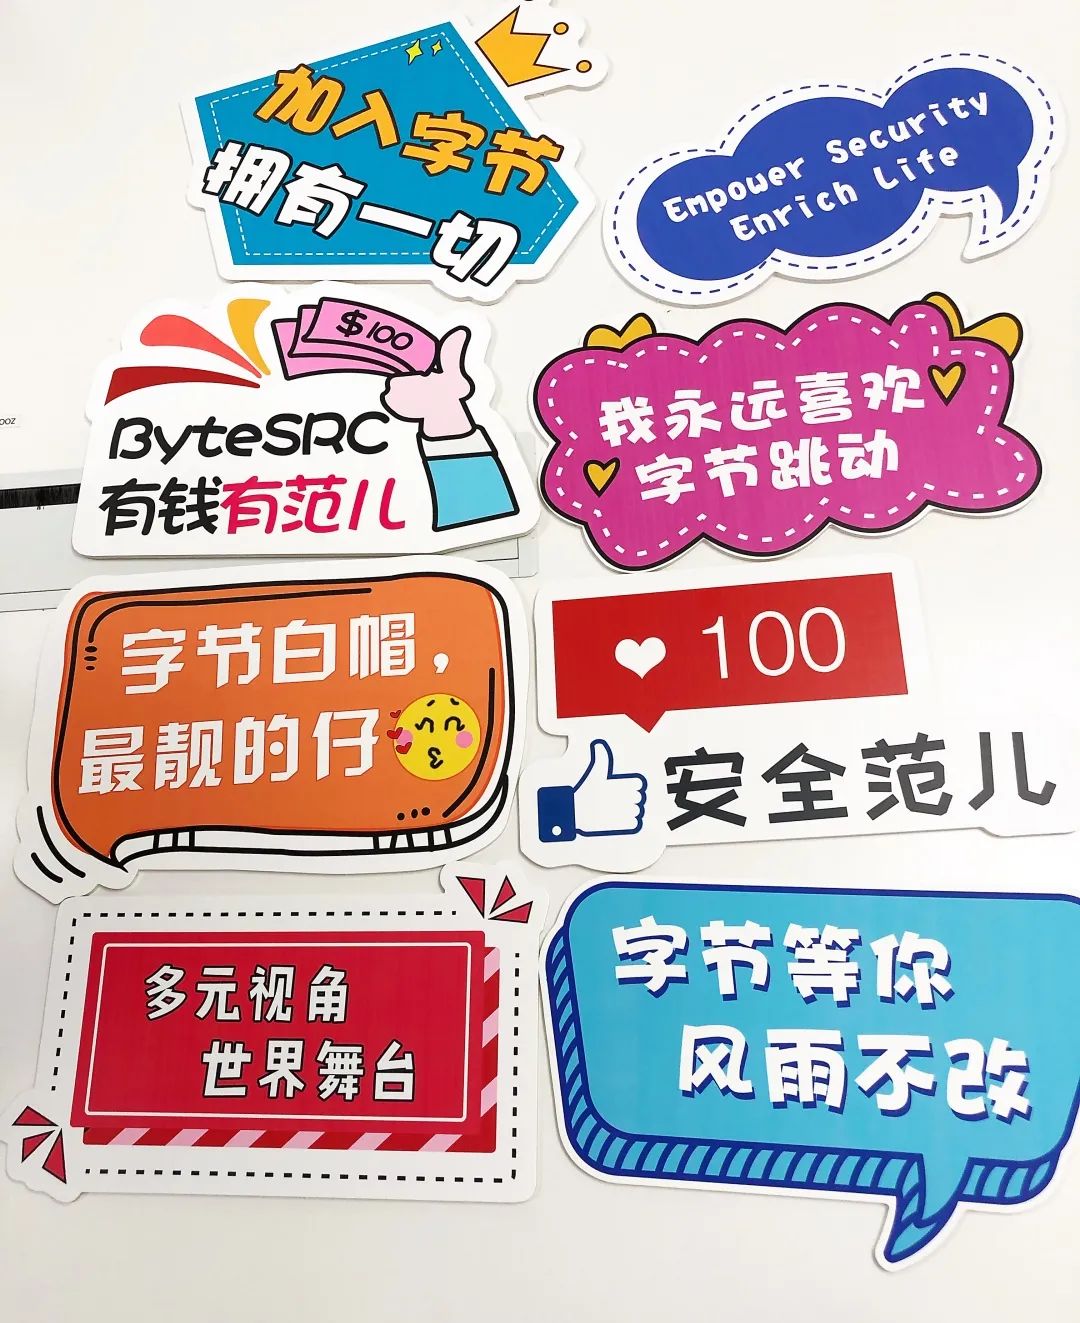 加入字节
拥有一切
Empower Security
Enrich Life
$100
ByteSRC
有钱有范儿
我永远喜欢
字节跳动
字节白帽，
最靓的仔
100
安全范儿
多元视角
世界舞台
字节等你
风雨不改